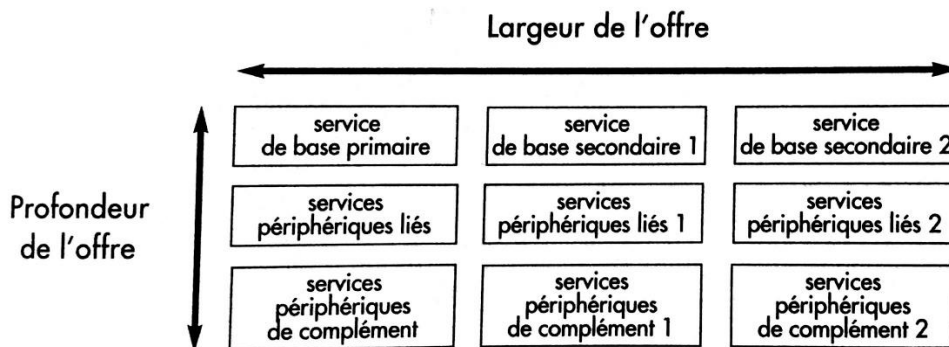 Largeur de l'offre
Profondeur
de l'offre
service
de base primaire
service
de base secondaire 1
service
de base secondaire 2
services
périphériques liés
services
périphériques liés 1
services
périphériques liés 2
services
périphériques
de complément
services
périphériques
de complément 1
services
périphériques
de complément 2